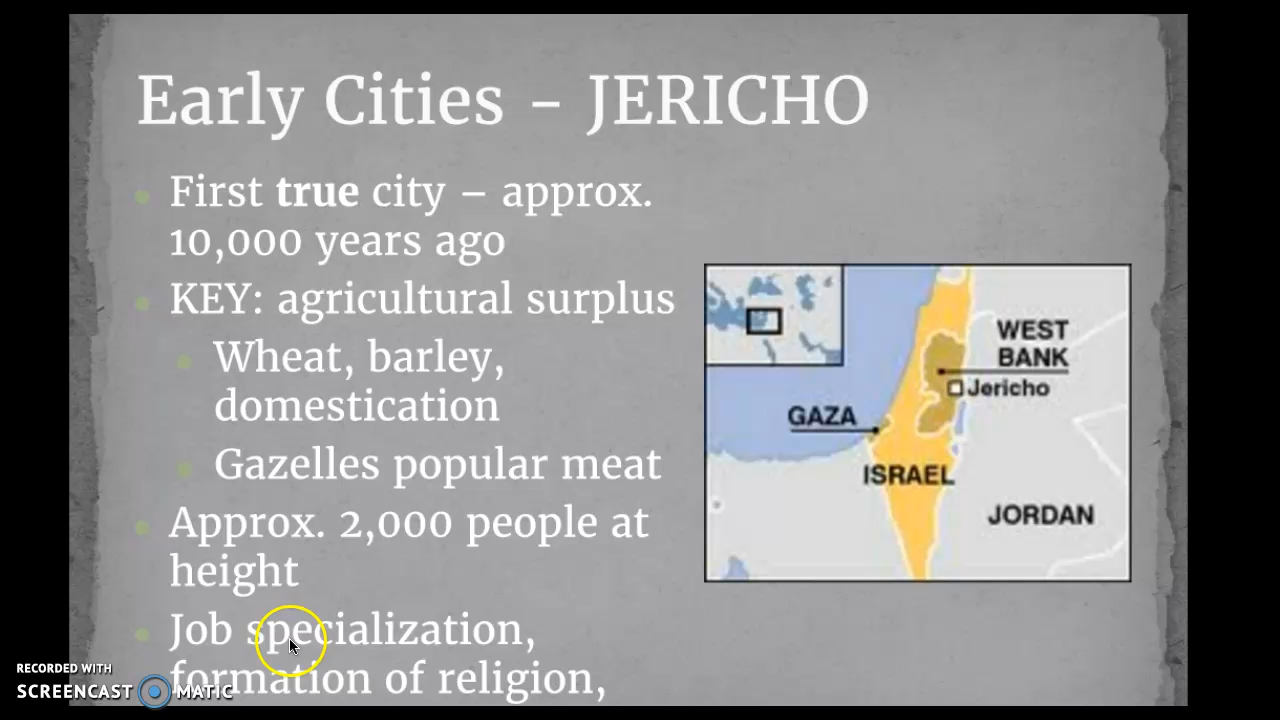 Early Cities - JERICHO
First true city – approx.
10,000 years ago
KEY: agricultural surplus
Wheat, barley,
domestication
Gazelles popular meat
Approx. 2,000 people at
height
Job specialization,
formation of religion,
WEST
BANK
Jericho
GAZA
ISRAEL
JORDAN
RECORDED WITH
SCREENCAST MATIC